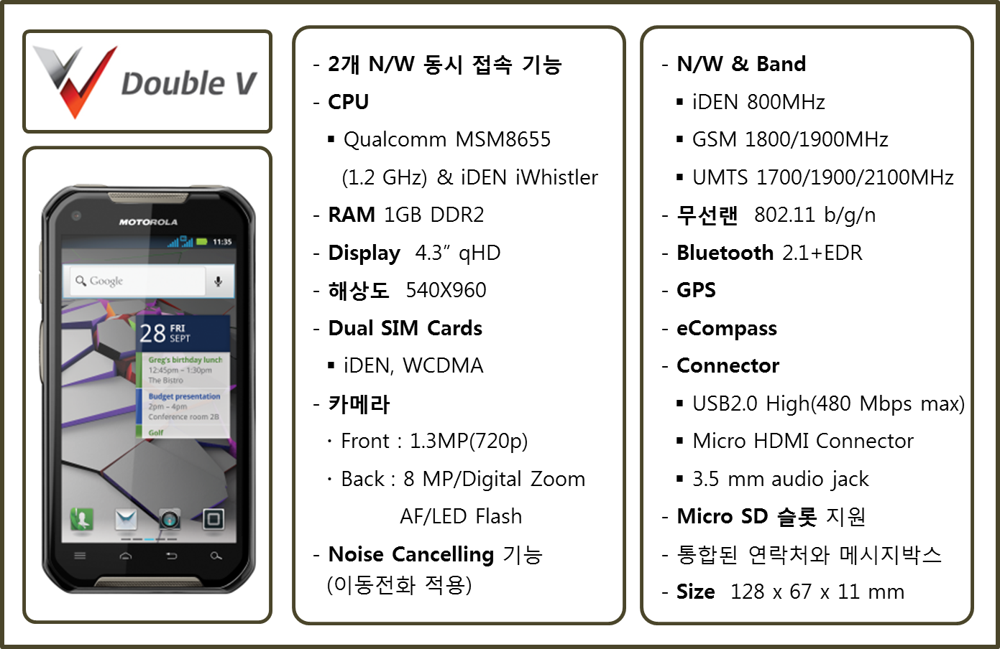 Double V
MOTOROLA
11:35
Google
28 FRI
SEPT
Greg's birthday lunch
12:45pm – 1:30pm
The Bistro
Budget presentation
2pm – 4pm
Conference room 2B
Golf
- 2개 N/W 동시 접속 기능
- CPU
▪ Qualcomm MSM8655
(1.2 GHz) & iDEN iWhistler
- RAM 1GB DDR2
- Display 4.3” qHD
- 해상도 540X960
- Dual SIM Cards
▪ iDEN, WCDMA
- 카메라
· Front : 1.3MP(720p)
· Back : 8 MP/Digital Zoom
AF/LED Flash
- Noise Cancelling 기능
(이동전화 적용)
- N/W & Band
▪ iDEN 800MHz
▪ GSM 1800/1900MHz
▪ UMTS 1700/1900/2100MHz
- 무선랜 802.11 b/g/n
- Bluetooth 2.1+EDR
- GPS
- eCompass
- Connector
▪ USB2.0 High(480 Mbps max)
▪ Micro HDMI Connector
▪ 3.5 mm audio jack
- Micro SD 슬롯 지원
- 통합된 연락처와 메시지박스
- Size 128 x 67 x 11 mm